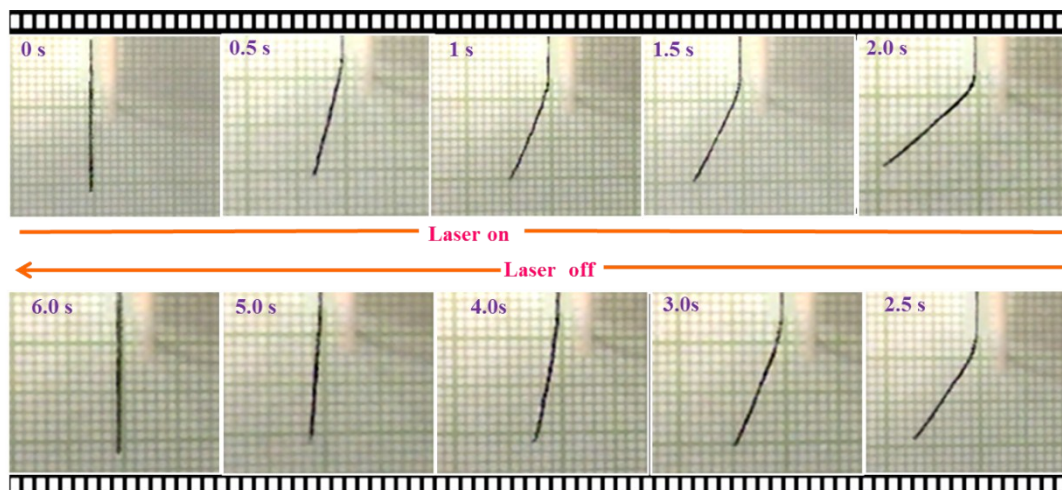 0 s
0.5 s
1 s
1.5 s
2.0 s
Laser on
Laser off
6.0 s
5.0 s
4.0s
3.0s
2.5 s